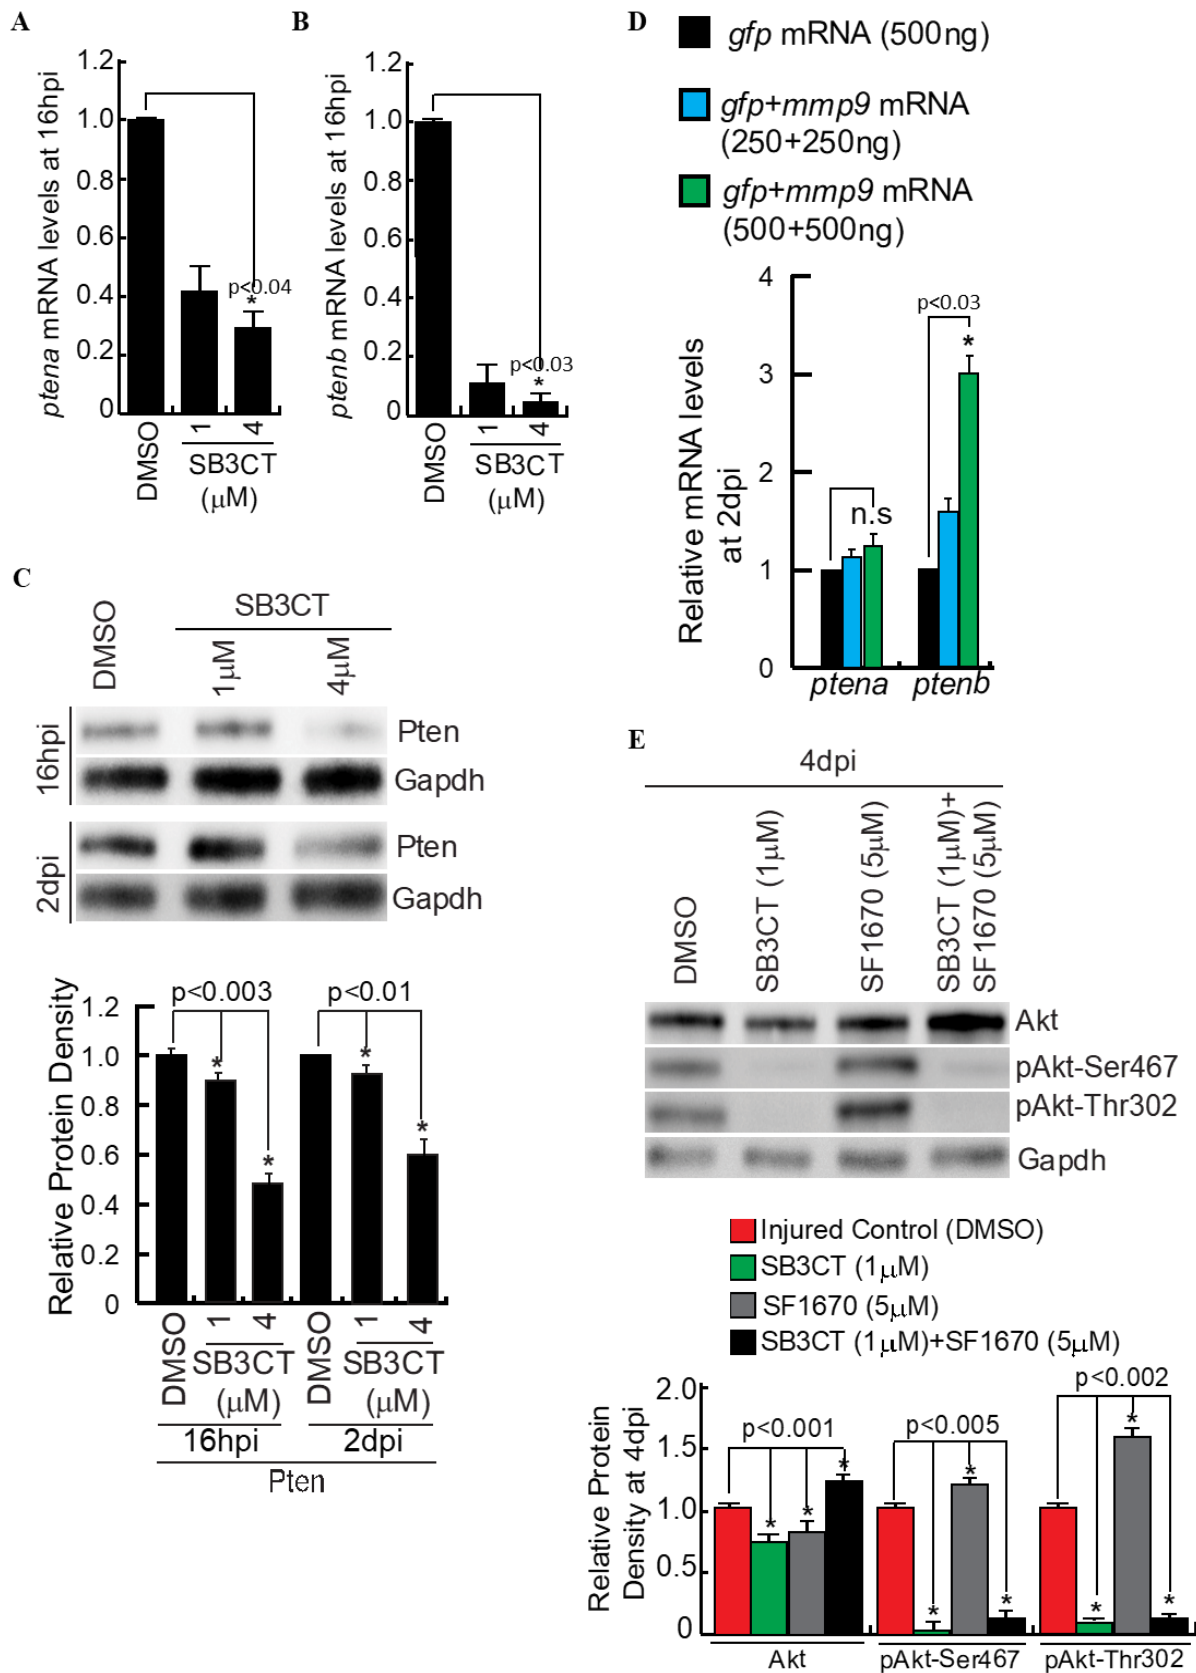 A
ptena mRNA levels at 16hpi
1.2
1.0
0.8
0.6
0.4
0.2
0
p<0.04
*
DMSO
1
4
SB3CT
(μM)
B
ptenb mRNA levels at 16hpi
1.2
1.0
0.8
0.6
0.4
0.2
0
p<0.03
*
DMSO
1
4
SB3CT
(μM)
C
DMSO
SB3CT
1μM
4μM
16hpi
Pten
Gapdh
2dpi
Pten
Gapdh
Relative Protein Density
1.2
1.0
0.8
0.6
0.4
0.2
0
p<0.003
*
*
p<0.01
*
*
DMSO
1
4
SB3CT
(μM)
16hpi
DMSO
1
4
SB3CT
(μM)
2dpi
Pten
D
gfp mRNA (500ng)
gfp+mmp9 mRNA
(250+250ng)
gfp+mmp9 mRNA
(500+500ng)
Relative mRNA levels
at 2dpi
4
3
2
1
0
n.s
p<0.03
*
ptena
ptenb
E
4dpi
DMSO
SB3CT (1μM)
SF1670 (5μM)
SB3CT (1μM)+
SF1670 (5μM)
Akt
pAkt-Ser467
pAkt-Thr302
Gapdh
Injured Control (DMSO)
SB3CT (1μM)
SF1670 (5μM)
SB3CT (1μM)+SF1670 (5μM)
Relative Protein
Density at 4dpi
2.0
1.5
1.0
0.5
0
p<0.001
*
*
*
p<0.005
*
*
*
p<0.002
*
*
*
Akt
pAkt-Ser467
pAkt-Thr302